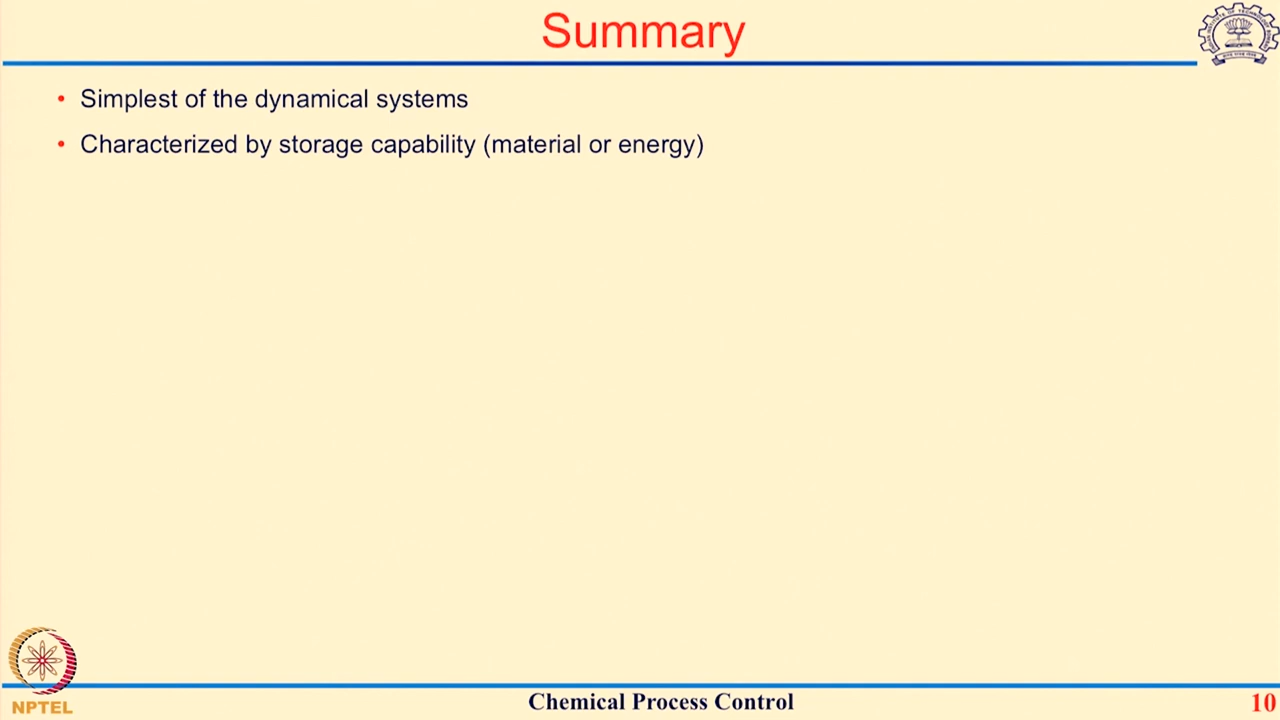 Summary
• Simplest of the dynamical systems
• Characterized by storage capability (material or energy)
NPTEL
Chemical Process Control
10